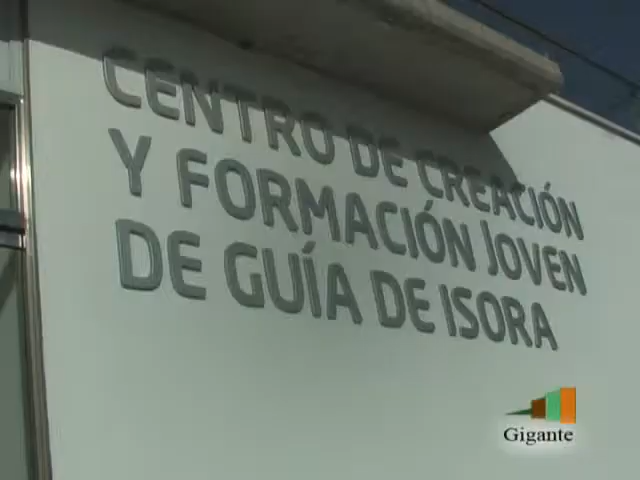 CENTRO DE CREACIÓN
Y FORMACIÓN JOVEN
DE GUÍA DE ISORA
Gigante